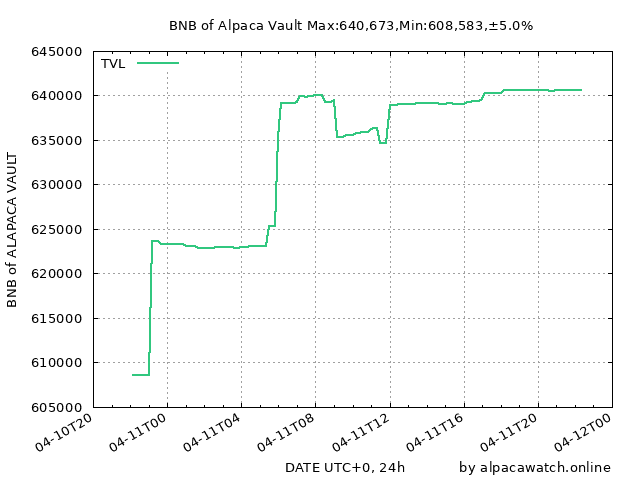 BNB of Alpaca Vault Max:640,673,Min:608,583,±5.0%
TVL
645000
640000
635000
630000
625000
620000
615000
610000
605000
BNB of ALAPACA VAULT
04-10T20
04-11T00
04-11T04
04-11T08
04-11T12
04-11T16
04-11T20
04-12T00
DATE UTC+0, 24h
by alpacawatch.online